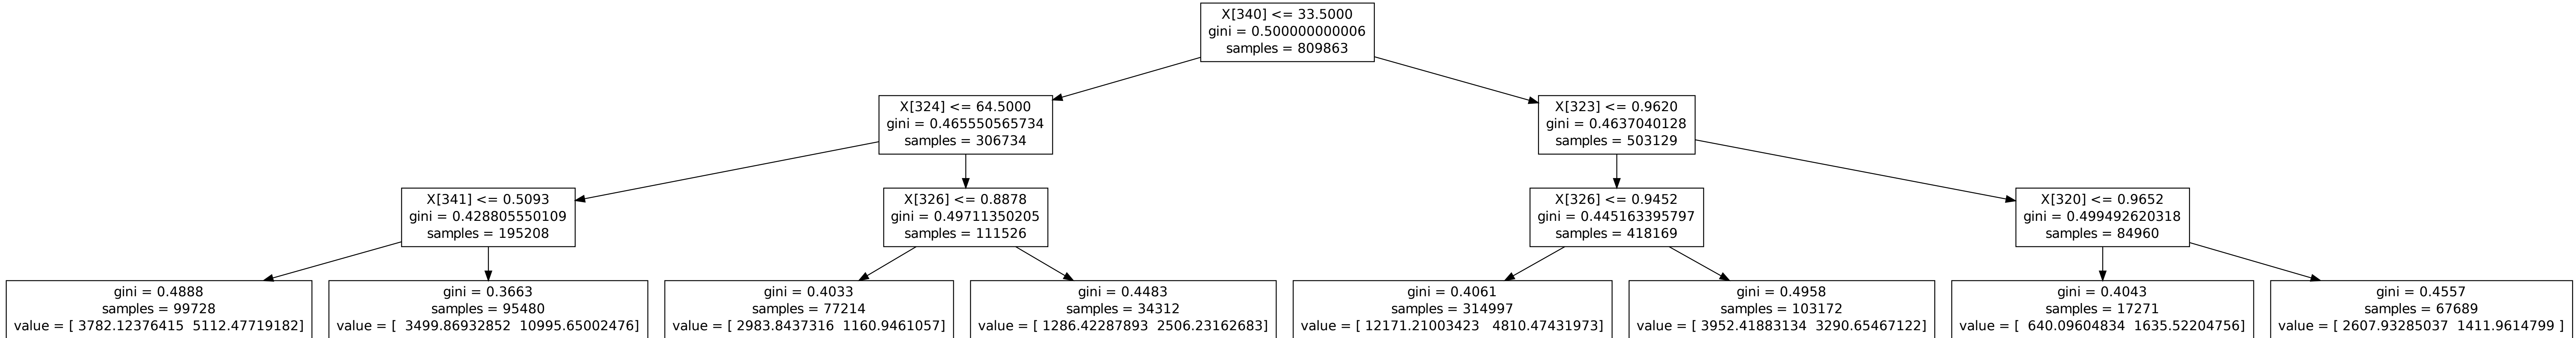 X[340] <= 33.5000
gini = 0.500000000006
samples = 809863
X[324] <= 64.5000
gini = 0.465550565734
samples = 306734
X[323] <= 0.9620
gini = 0.4637040128
samples = 503129
X[341] <= 0.5093
gini = 0.428805550109
samples = 195208
X[326] <= 0.8878
gini = 0.49711350205
samples = 111526
X[326] <= 0.9452
gini = 0.445163395797
samples = 418169
X[320] <= 0.9652
gini = 0.499492620318
samples = 84960
gini = 0.4888
samples = 99728
value = [ 3782.12376415  5112.47719182]
gini = 0.3663
samples = 95480
value = [  3499.86932852  10995.65002476]
gini = 0.4033
samples = 77214
value = [ 2983.8437316  1160.9461057]
gini = 0.4483
samples = 34312
value = [ 1286.42287893  2506.23162683]
gini = 0.4061
samples = 314997
value = [ 12171.21003423   4810.47431973]
gini = 0.4958
samples = 103172
value = [ 3952.41883134  3290.65467122]
gini = 0.4043
samples = 17271
value = [  640.09604834  1635.52204756]
gini = 0.4557
samples = 67689
value = [ 2607.93285037  1411.9614799 ]